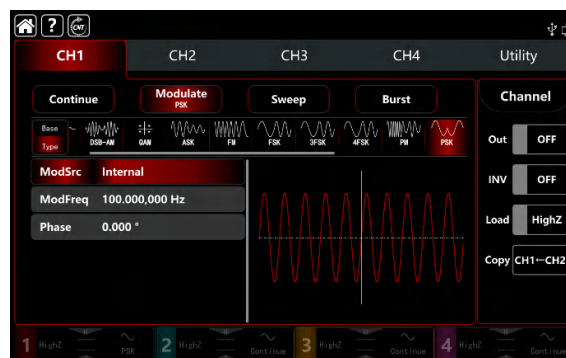 ? CNT
CH1 CH2 CH3 CH4 Utility
Continue Modulate PSK Sweep Burst Channel
Base Type DSB-AM QAM ASK FM FSK 3FSK 4FSK PM PSK
Out OFF
ModSrc Internal
INV OFF
ModFreq 100.000,000 Hz
Phase 0.000 °
Load HighZ
Copy CH1←CH2
1 HighZ PSK 2 HighZ Continue 3 HighZ Continue 4 HighZ Continue